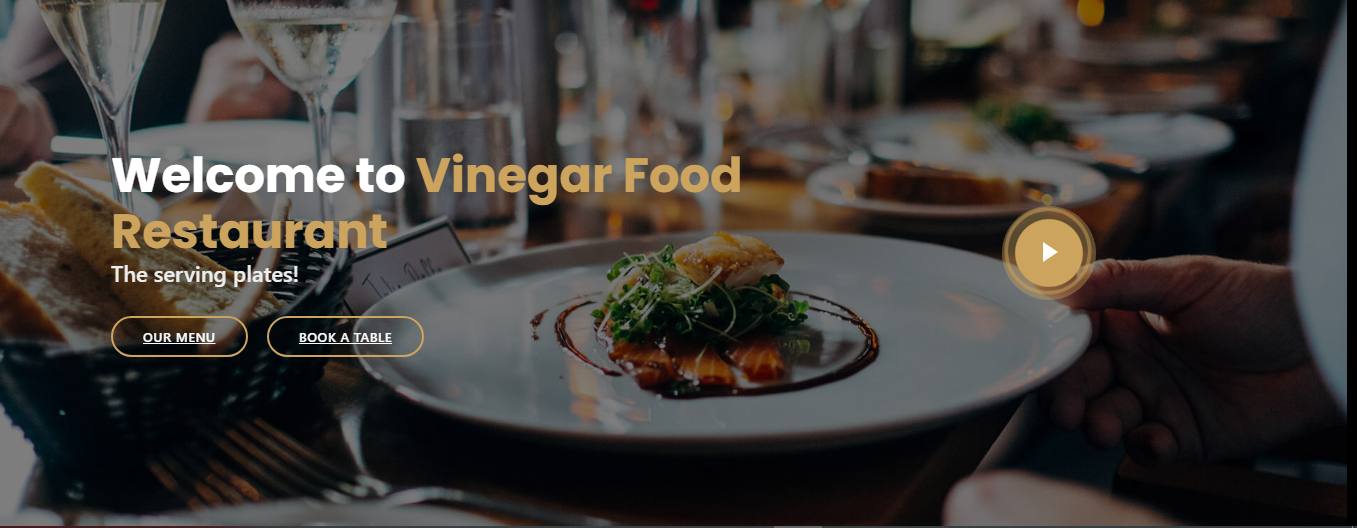 Welcome to Vinegar Food
Restaurant
The serving plates!
OUR MENU
BOOK A TABLE